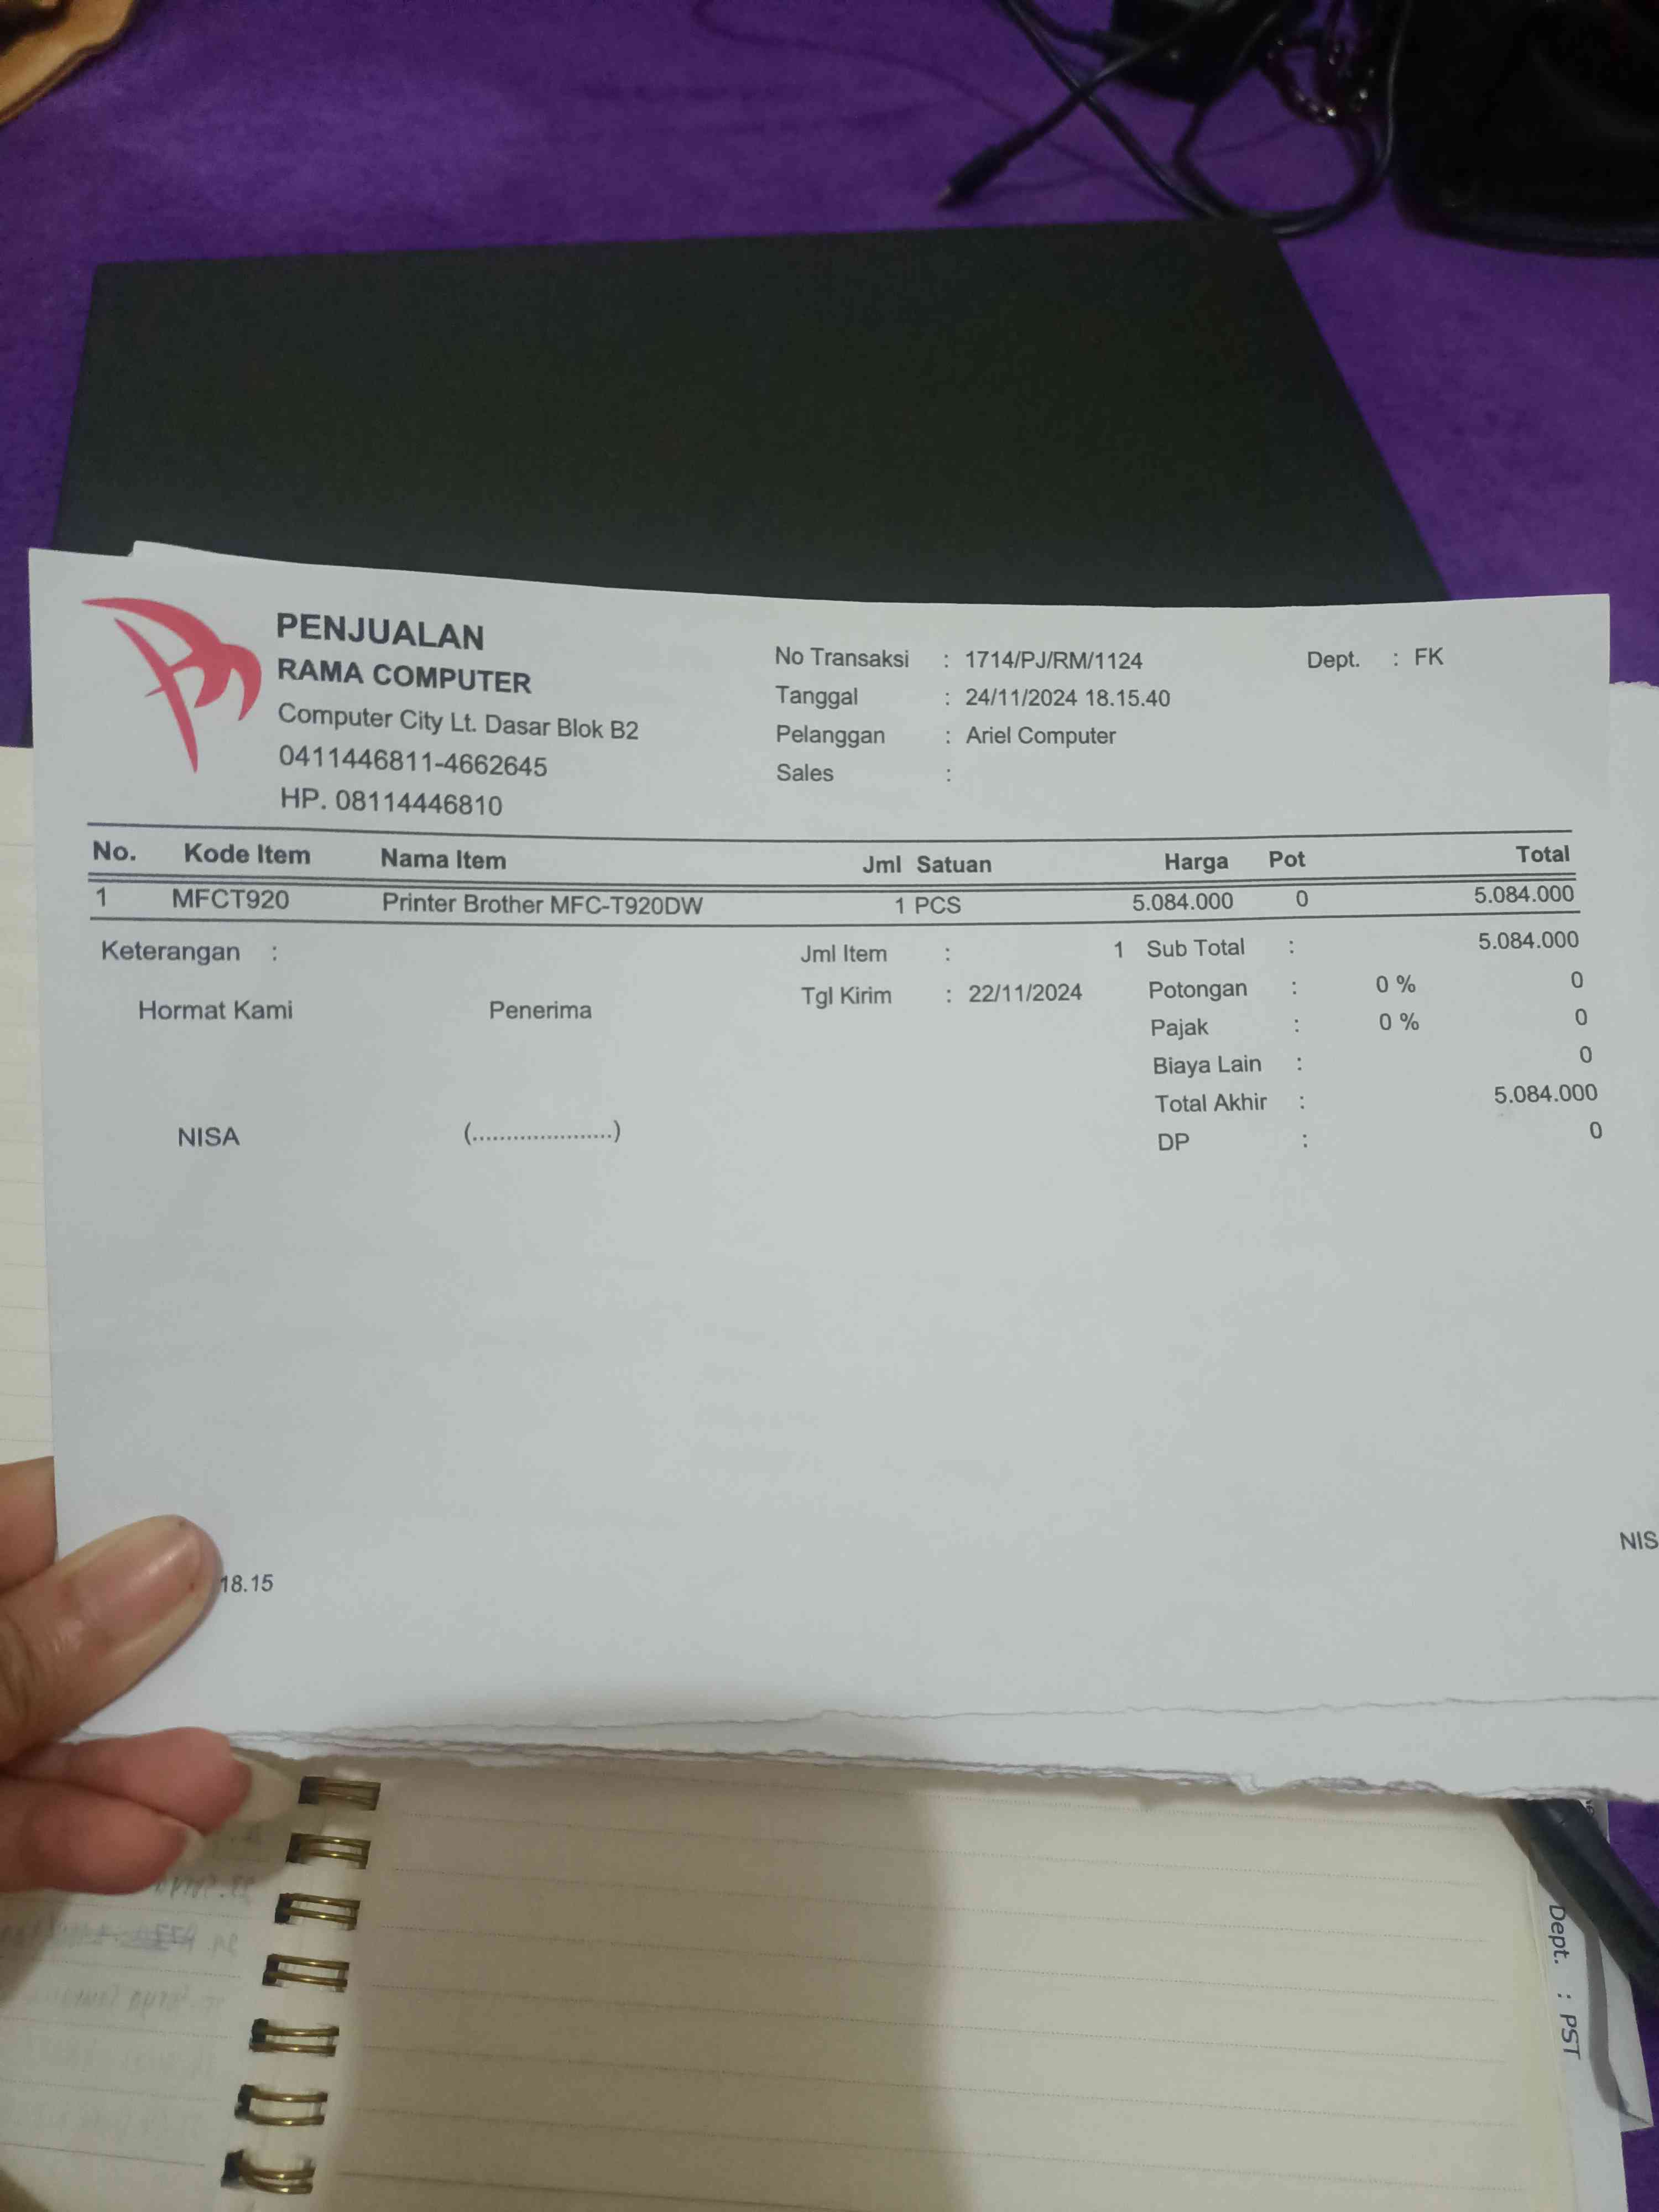 PENJUALAN
RAMA COMPUTER
Computer City Lt. Dasar Blok B2
0411446811-4662645
HP. 08114446810
No Transaksi : 1714/PJ/RM/1124 Dept. : FK
Tanggal : 24/11/2024 18.15.40
Pelanggan : Ariel Computer
Sales :
No. Kode Item Nama Item Jml Satuan Harga Pot Total
1 MFCT920 Printer Brother MFC-T920DW 1 PCS 5.084.000 0 5.084.000
Keterangan : Jml Item : 1 Sub Total : 5.084.000
Hormat Kami Penerima Tgl Kirim : 22/11/2024 Potongan : 0 % 0
Pajak : 0 % 0
Biaya Lain : 0
Total Akhir : 5.084.000
NISA (......................) DP : 0
NIS
18.15
Dept. : PST